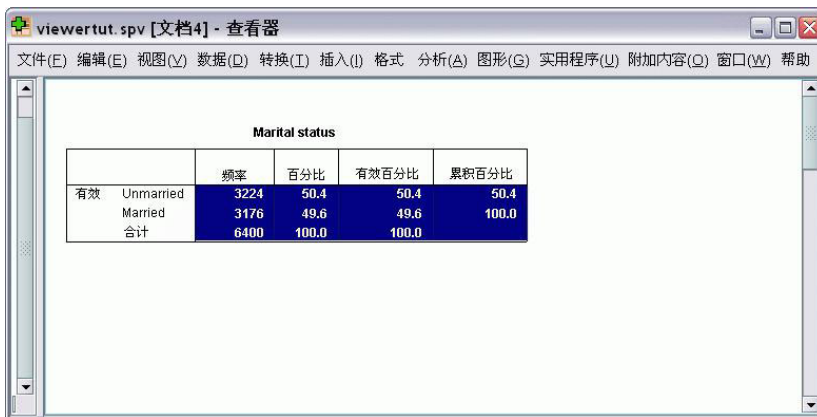 viewertut.spv [文档4] - 查看器
文件(F) 编辑(E) 视图(V) 数据(D) 转换(T) 插入(I) 格式 分析(A) 图形(G) 实用程序(U) 附加内容(O) 窗口(W) 帮助
Marital status
频率 百分比 有效百分比 累积百分比
有效 Unmarried 3224 50.4 50.4 50.4
Married 3176 49.6 49.6 100.0
合计 6400 100.0 100.0